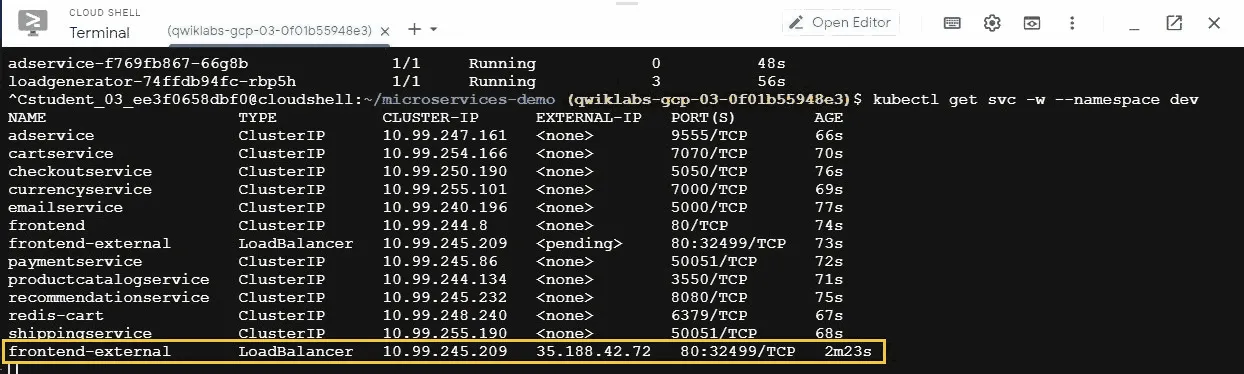 CLOUD SHELL
Terminal (qwiklabs-gcp-03-0f01b55948e3) Open Editor
adservice-f769fb867-66g8b 1/1 Running 0 48s
loadgenerator-74ffdb94fc-rbp5h 1/1 Running 3 56s
^Cstudent_03_ee3f0658dbf0@cloudshell:~/microservices-demo (qwiklabs-gcp-03-0f01b55948e3)$ kubectl get svc -w --namespace dev
NAME TYPE CLUSTER-IP EXTERNAL-IP PORT(S) AGE
adservice ClusterIP 10.99.247.161 <none> 9555/TCP 66s
cartservice ClusterIP 10.99.254.166 <none> 7070/TCP 70s
checkoutservice ClusterIP 10.99.250.190 <none> 5050/TCP 76s
currencyservice ClusterIP 10.99.255.101 <none> 7000/TCP 69s
emailservice ClusterIP 10.99.240.196 <none> 5000/TCP 77s
frontend ClusterIP 10.99.244.8 <none> 80/TCP 74s
frontend-external LoadBalancer 10.99.245.209 <pending> 80:32499/TCP 73s
paymentservice ClusterIP 10.99.245.86 <none> 50051/TCP 72s
productcatalogservice ClusterIP 10.99.244.134 <none> 3550/TCP 71s
recommendationservice ClusterIP 10.99.245.232 <none> 8080/TCP 75s
redis-cart ClusterIP 10.99.248.240 <none> 6379/TCP 67s
shippingservice ClusterIP 10.99.255.190 <none> 50051/TCP 68s
frontend-external LoadBalancer 10.99.245.209 35.188.42.72 80:32499/TCP 2m23s